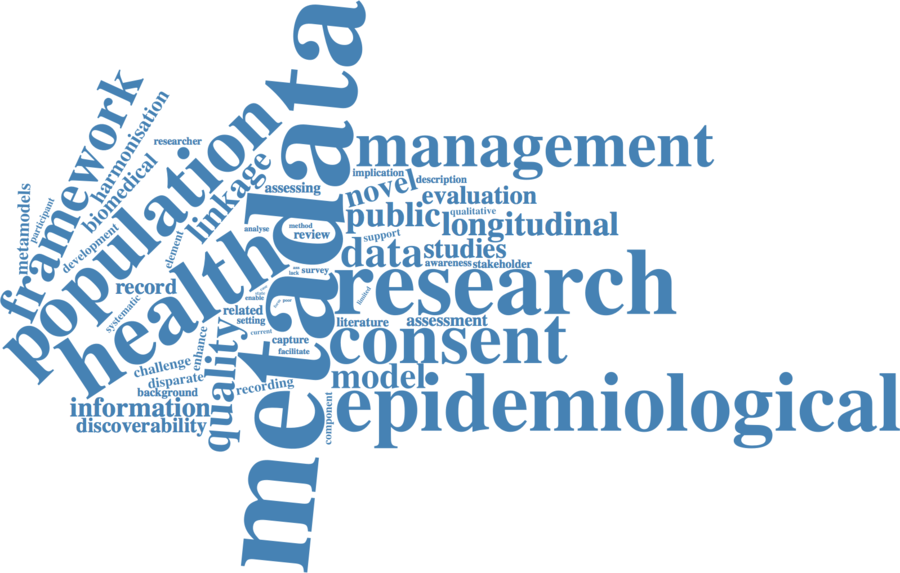 metadata
management
framework
harmonisation
researcher
population
biomedical
linkage
implication
description
assessing
novel
evaluation
metamodels
participant
public
qualitative
longitudinal
development
element
analyse
method
review
support
health
data
studies
awareness
stakeholder
lack
survey
research
record
enable
poor
limited
systematic
related
setting
literature
assessment
current
consent
capture
enhance
facilitate
quality
challenge
disparate
recording
model
background
component
epidemiological
information
discoverability